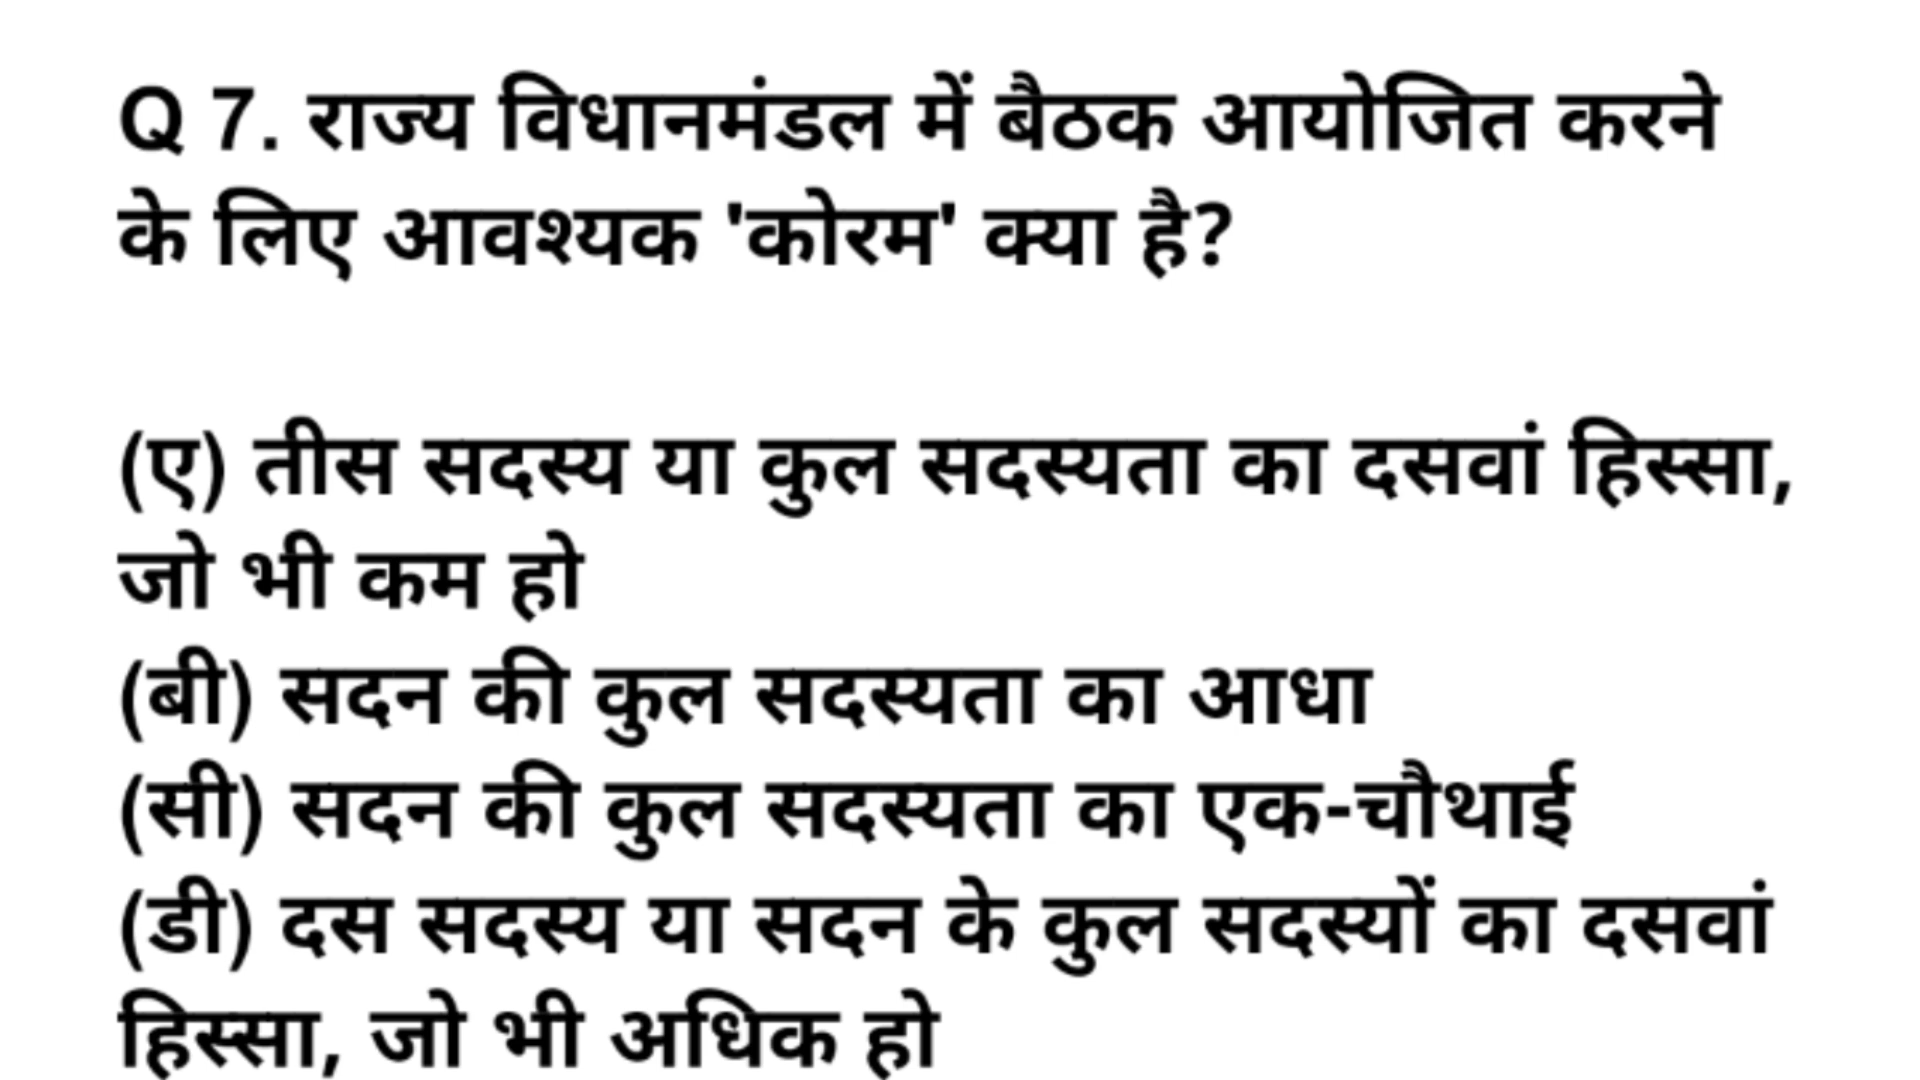 Q 7. राज्य विधानमंडल में बैठक आयोजित करने
के लिए आवश्यक 'कोरम' क्या है?
(ए) तीस सदस्य या कुल सदस्यता का दसवां हिस्सा,
जो भी कम हो
(बी) सदन की कुल सदस्यता का आधा
(सी) सदन की कुल सदस्यता का एक-चौथाई
(डी) दस सदस्य या सदन के कुल सदस्यों का दसवां
हिस्सा, जो भी अधिक हो